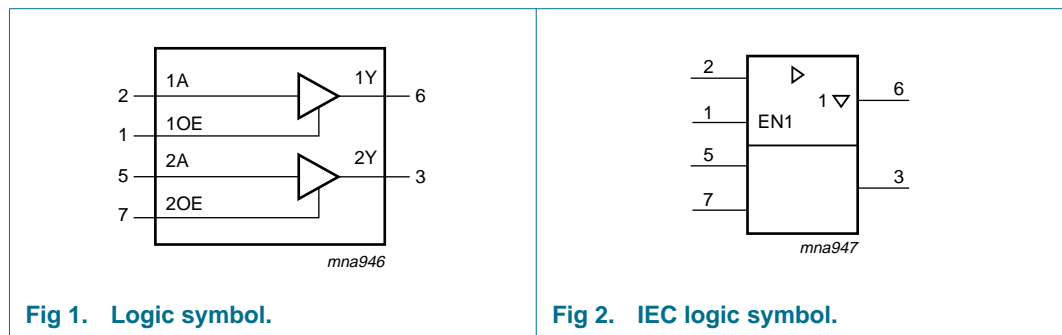 2
1A
1Y
6
1
1OE
5
2A
2Y
3
7
2OE
mna946
Fig 1. Logic symbol.
2
1
EN1
1
6
5
3
7
mna947
Fig 2. IEC logic symbol.